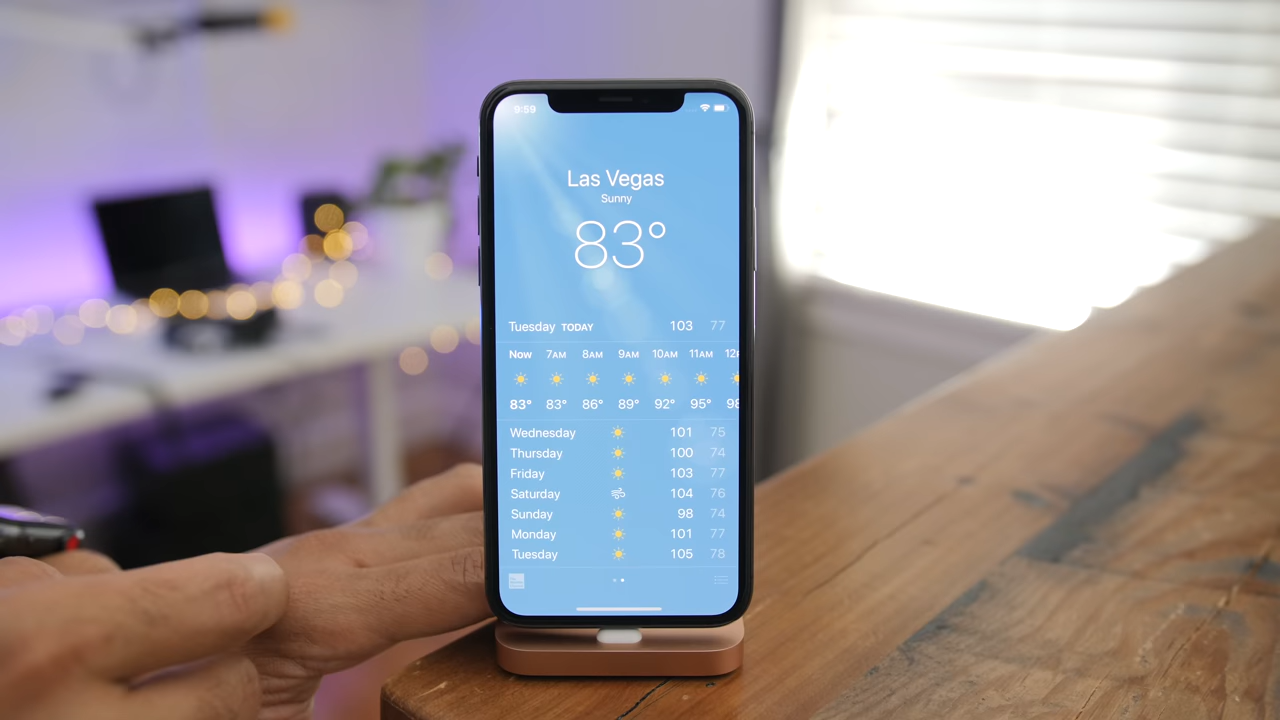 9:59
Las Vegas
Sunny
83°
Tuesday TODAY 103 77
Now 7AM 8AM 9AM 10AM 11AM 12
83° 83° 86° 89° 92° 95° 98
Wednesday 101 75
Thursday 100 74
Friday 103 77
Saturday 104 76
Sunday 98 74
Monday 101 77
Tuesday 105 78